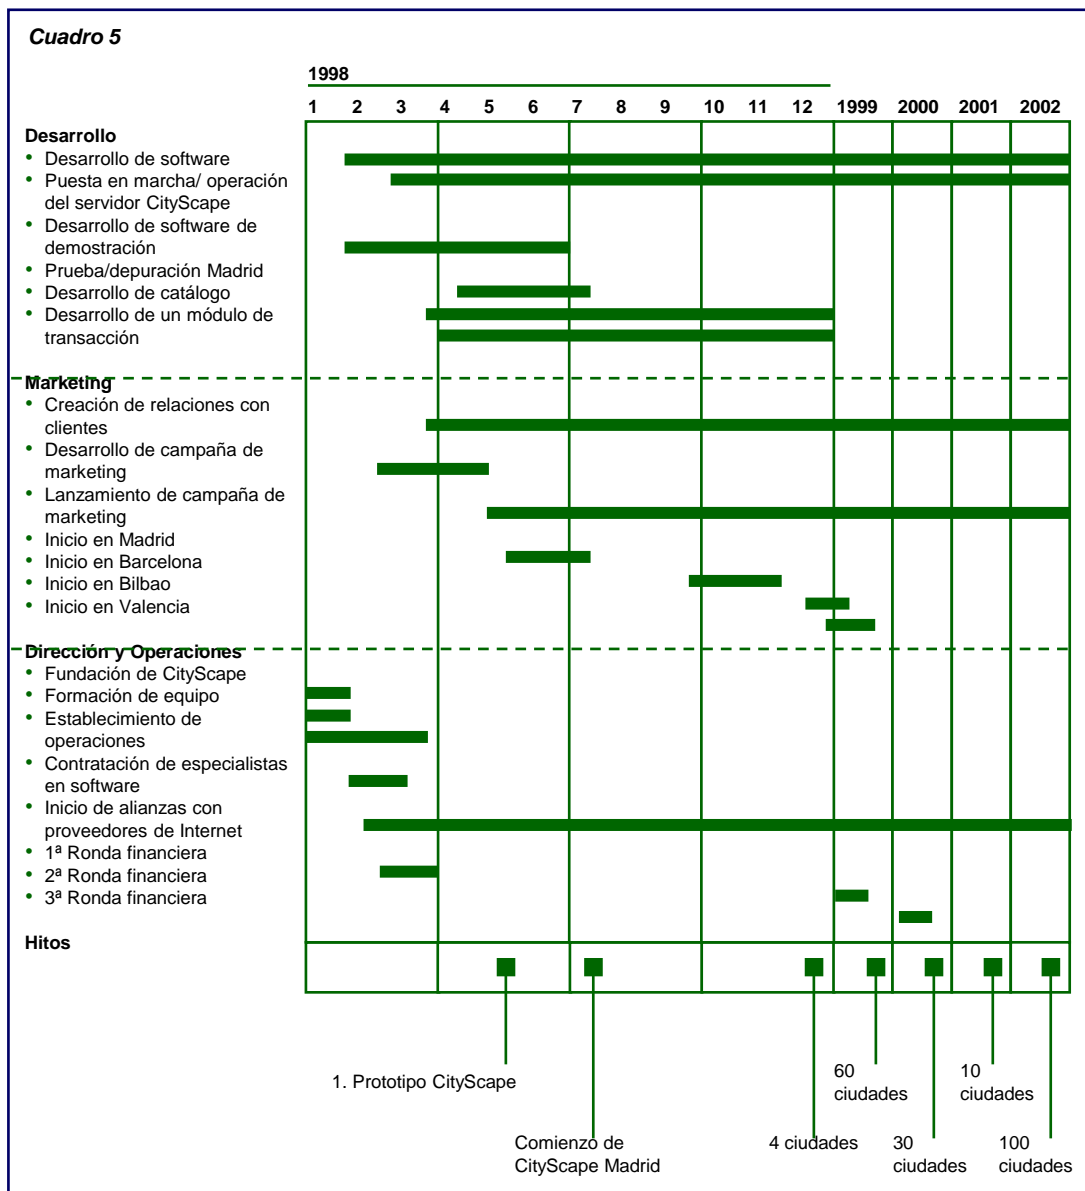 Cuadro 5
1998
1 2 3 4 5 6 7 8 9 10 11 12 1999 2000 2001 2002
Desarrollo
• Desarrollo de software
• Puesta en marcha/ operación
del servidor CityScape
• Desarrollo de software de
demostración
• Prueba/depuración Madrid
• Desarrollo de catálogo
• Desarrollo de un módulo de
transacción
Marketing
• Creación de relaciones con
clientes
• Desarrollo de campaña de
marketing
• Lanzamiento de campaña de
marketing
• Inicio en Madrid
• Inicio en Barcelona
• Inicio en Bilbao
• Inicio en Valencia
Dirección y Operaciones
• Fundación de CityScape
• Formación de equipo
• Establecimiento de
operaciones
• Contratación de especialistas
en software
• Inicio de alianzas con
proveedores de Internet
• 1ª Ronda financiera
• 2ª Ronda financiera
• 3ª Ronda financiera
Hitos
1. Prototipo CityScape
60
ciudades
10
ciudades
Comienzo de
CityScape Madrid
4 ciudades
30
ciudades
100
ciudades